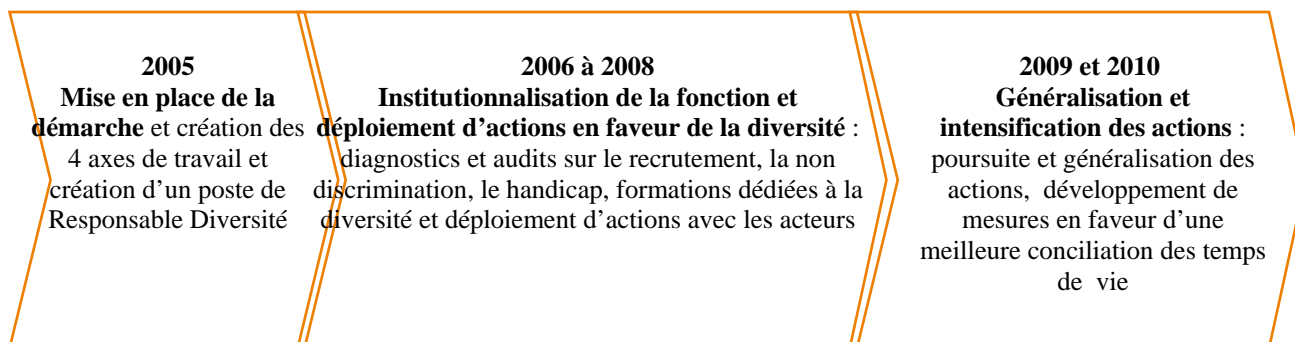 2005
Mise en place de la
démarche et création des
4 axes de travail et
création d’un poste de
Responsable Diversité
2006 à 2008
Institutionnalisation de la fonction et
déploiement d’actions en faveur de la diversité :
diagnostics et audits sur le recrutement, la non
discrimination, le handicap, formations dédiées à la
diversité et déploiement d’actions avec les acteurs
2009 et 2010
Généralisation et
intensification des actions :
poursuite et généralisation des
actions, développement de
mesures en faveur d’une
meilleure conciliation des temps
de vie